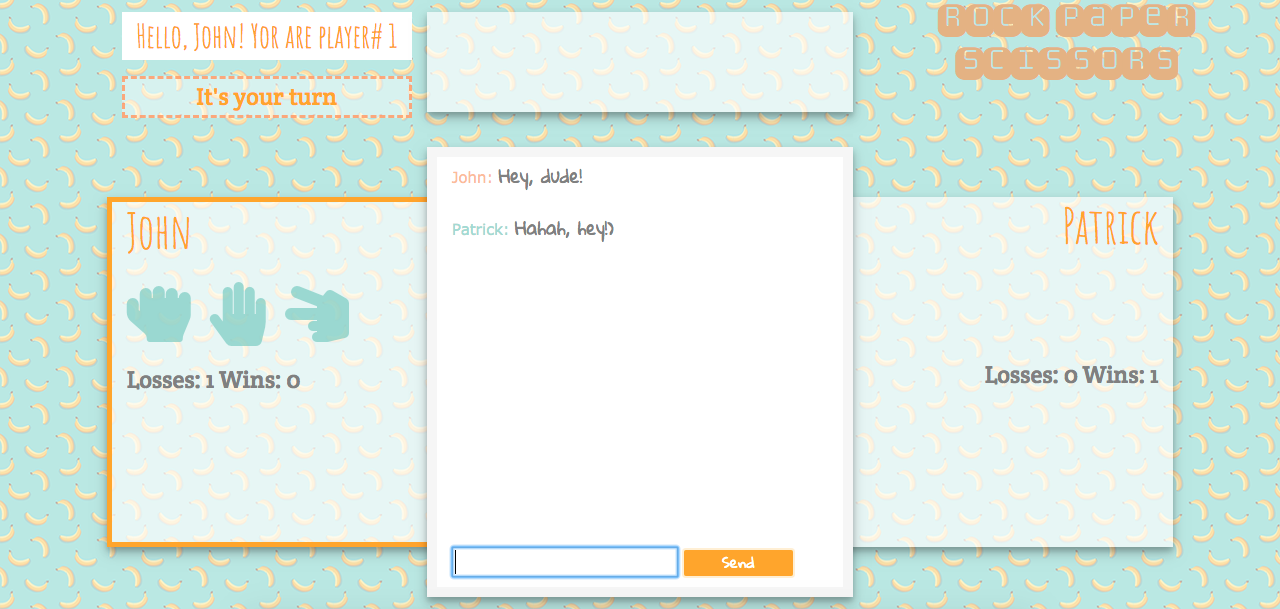 Hello, John! Yor are player# 1
It's your turn
Rock Paper
Scissors
John: Hey, dude!
Patrick: Hahah, hey!)
John
Losses: 1 Wins: 0
Patrick
Losses: 0 Wins: 1
Send